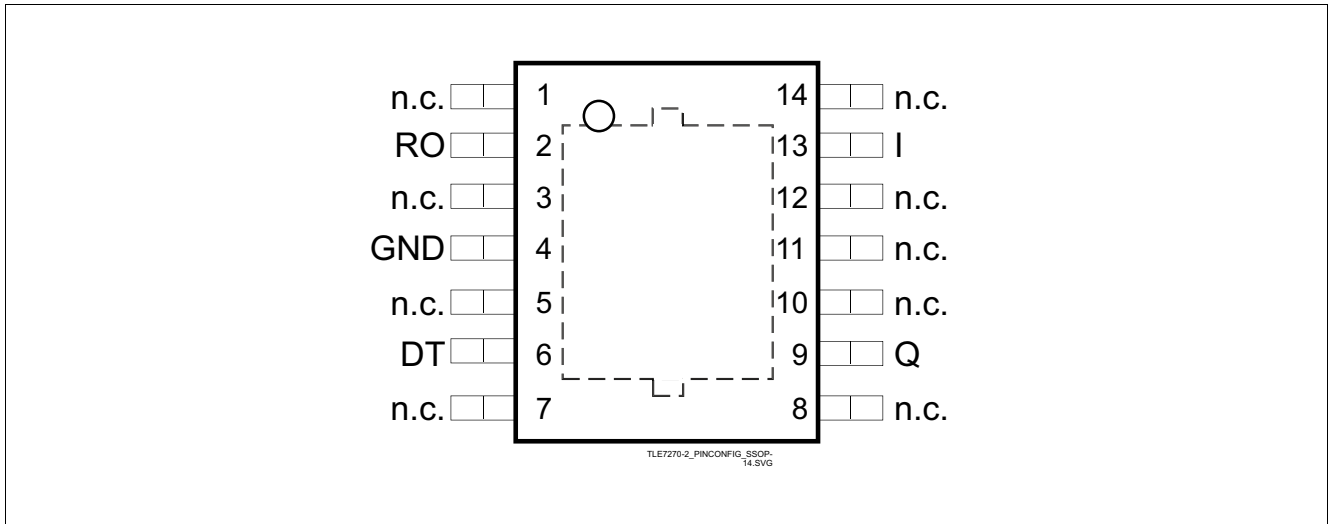 n.c. 1 14 n.c.
RO 2 13 I
n.c. 3 12 n.c.
GND 4 11 n.c.
n.c. 5 10 n.c.
DT 6 9 Q
n.c. 7 8 n.c.
TLE7270-2_PINCONFIG_SSOP-
14.SVG